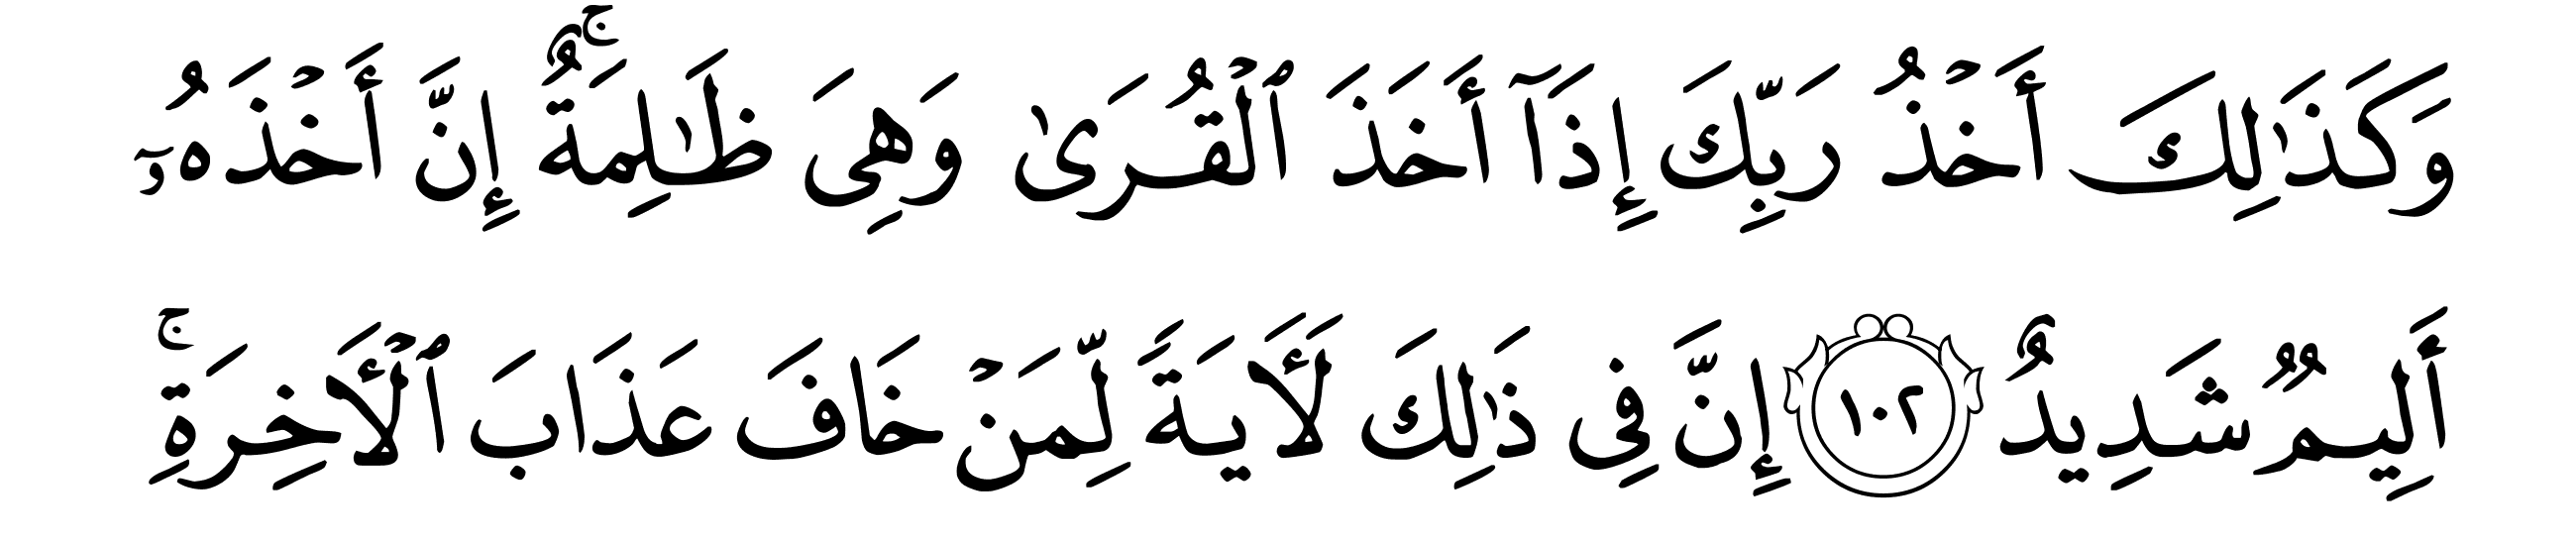 وَكَذَٰلِكَ أَخۡذُ رَبِّكَ إِذَآ أَخَذَ ٱلۡقُرَىٰ وَهِيَ ظَٰلِمَةٌۚ إِنَّ أَخۡذَهُۥٓ
أَلِيمٞ شَدِيدٌ ١٠٢ إِنَّ فِي ذَٰلِكَ لَأٓيَةٗ لِّمَنۡ خَافَ عَذَابَ ٱلۡأٓخِرَةِۚ